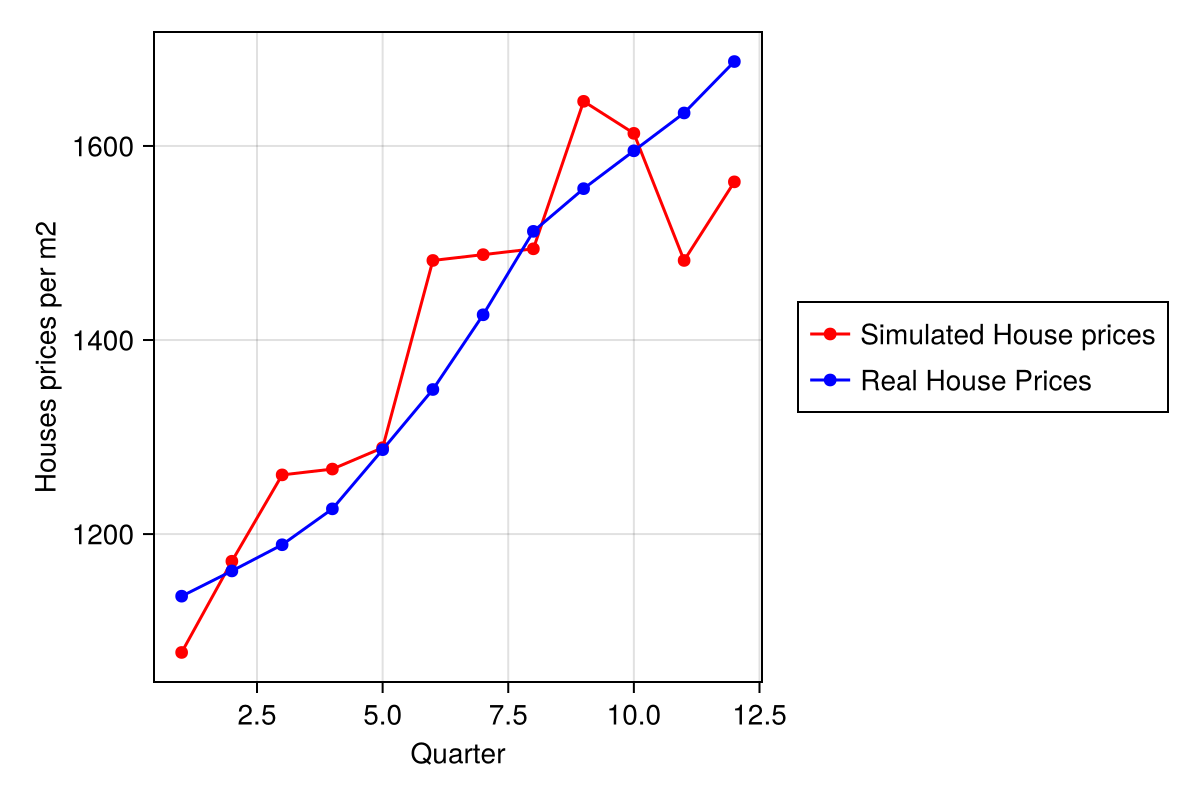 1600
1400
1200
Houses prices per m2
2.5 5.0 7.5 10.0 12.5
Quarter
Simulated House prices
Real House Prices